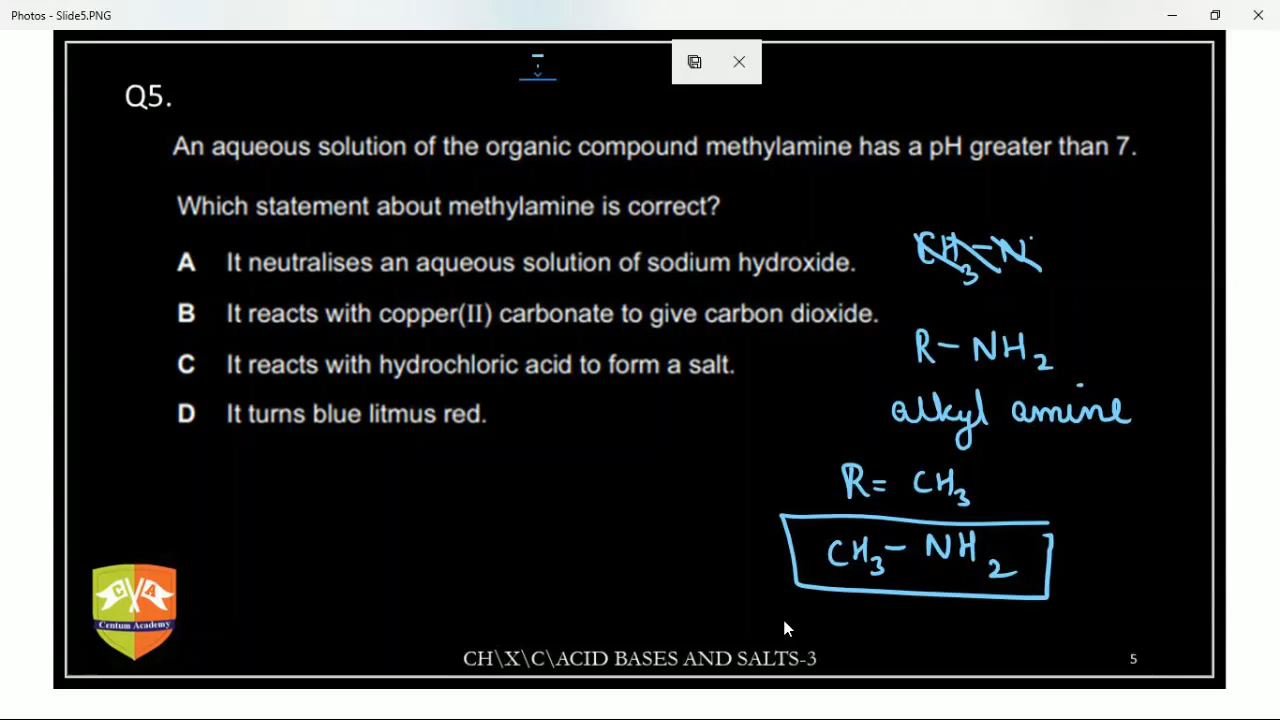 Photos - Slide5.PNG
Q5.
An aqueous solution of the organic compound methylamine has a pH greater than 7.
Which statement about methylamine is correct?
A It neutralises an aqueous solution of sodium hydroxide.
B It reacts with copper(II) carbonate to give carbon dioxide.
C It reacts with hydrochloric acid to form a salt.
D It turns blue litmus red.
CH3-N
R-NH2
alkyl amine
R= CH3
CH3-NH2
C A
Centum Academy
CH\X\C\ACID BASES AND SALTS-3
5